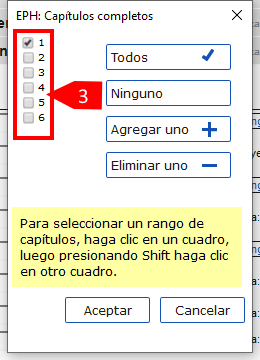 EPH: Capítulos completos
1
2
3
4
5
6
3
Todos
Ninguno
Agregar uno
Eliminar uno
Para seleccionar un rango de
capítulos, haga clic en un cuadro,
luego presionando Shift haga clic
en otro cuadro.
Aceptar
Cancelar